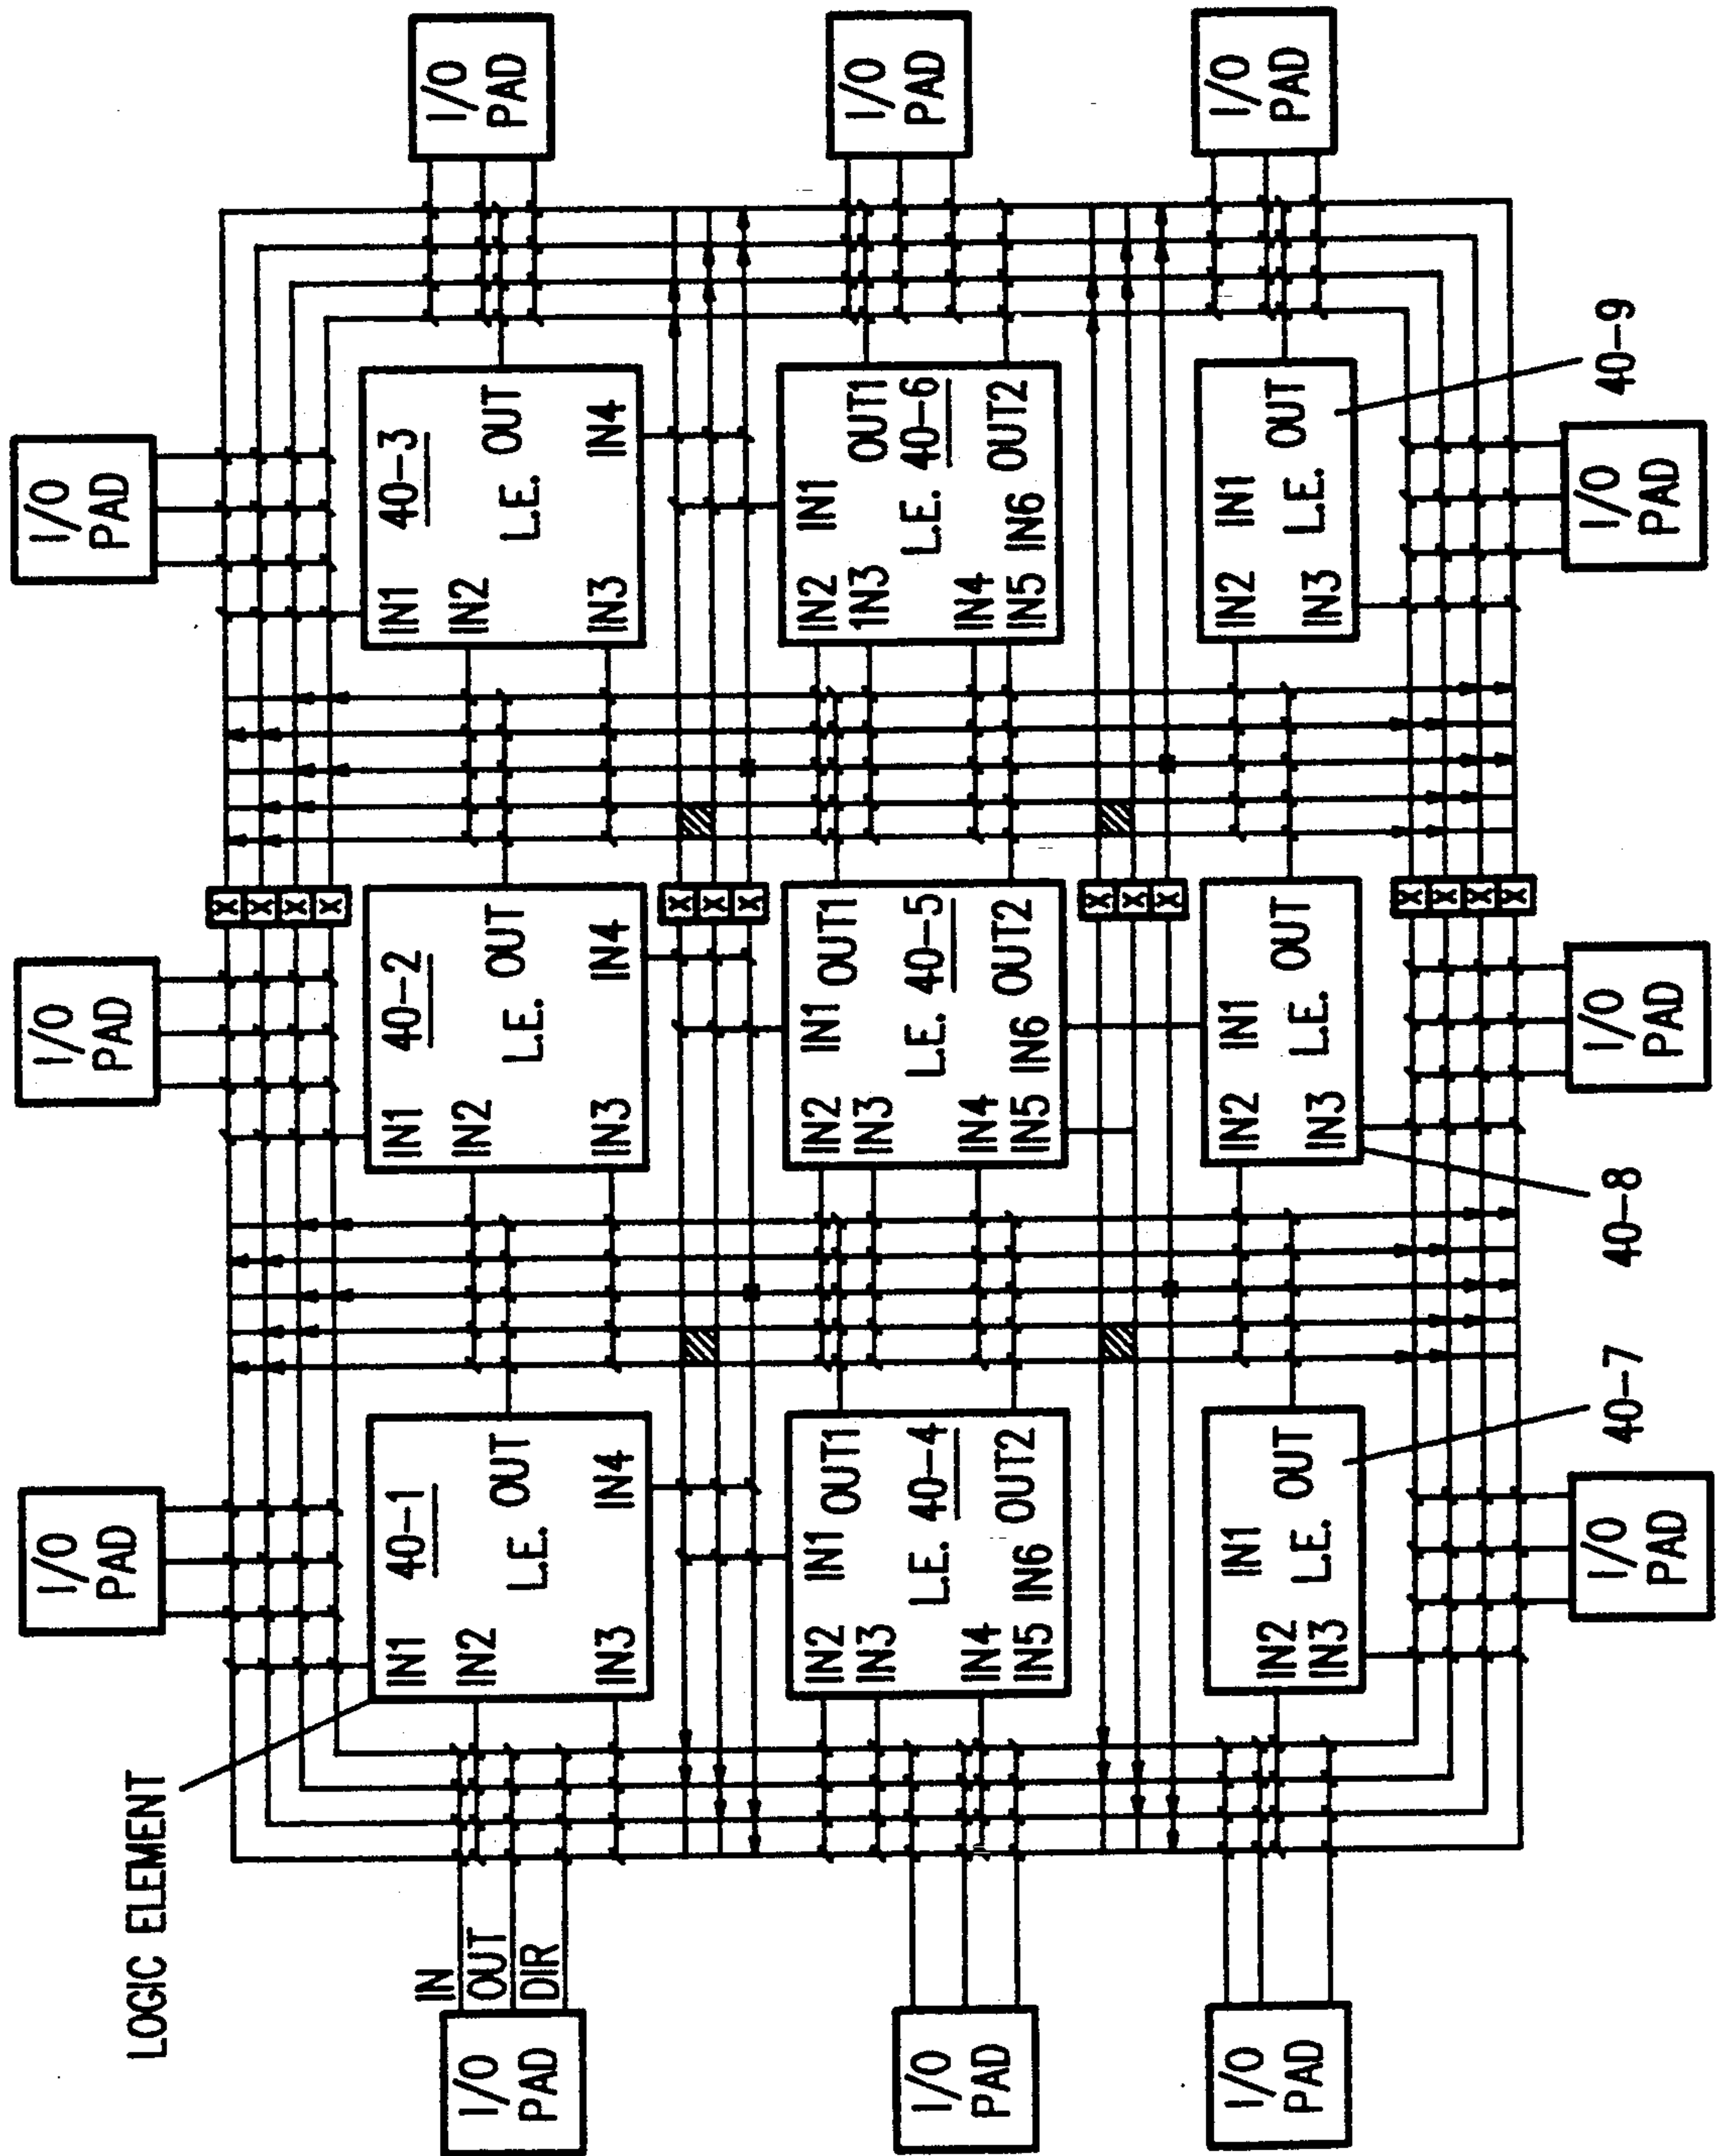 I/O
PAD
I/O
PAD
I/O
PAD
LOGIC ELEMENT
I/O
PAD
IN
OUT
DIR
IN1 40-1
IN2 L.E. OUT
IN3 IN4
X
X
X
X
IN1 40-2
IN2 L.E. OUT
IN3 IN4
IN1 40-3
IN2 L.E. OUT
IN3 IN4
I/O
PAD
X
X
X
I/O
PAD
IN2 IN1 OUT1
IN3 L.E. 40-4
IN4
IN5 IN6 OUT2
IN2 IN1 OUT1
IN3 L.E. 40-5
IN4
IN5 IN6 OUT2
IN2 IN1 OUT1
1N3 L.E. 40-6
IN4
IN5 IN6 OUT2
I/O
PAD
X
X
X
I/O
PAD
IN1
IN2 L.E. OUT
IN3
IN2 IN1
L.E. OUT
IN3
IN2 IN1
L.E. OUT
IN3
I/O
PAD
X
X
X
X
I/O
PAD
40-7
I/O
PAD
40-8
I/O
PAD
40-9